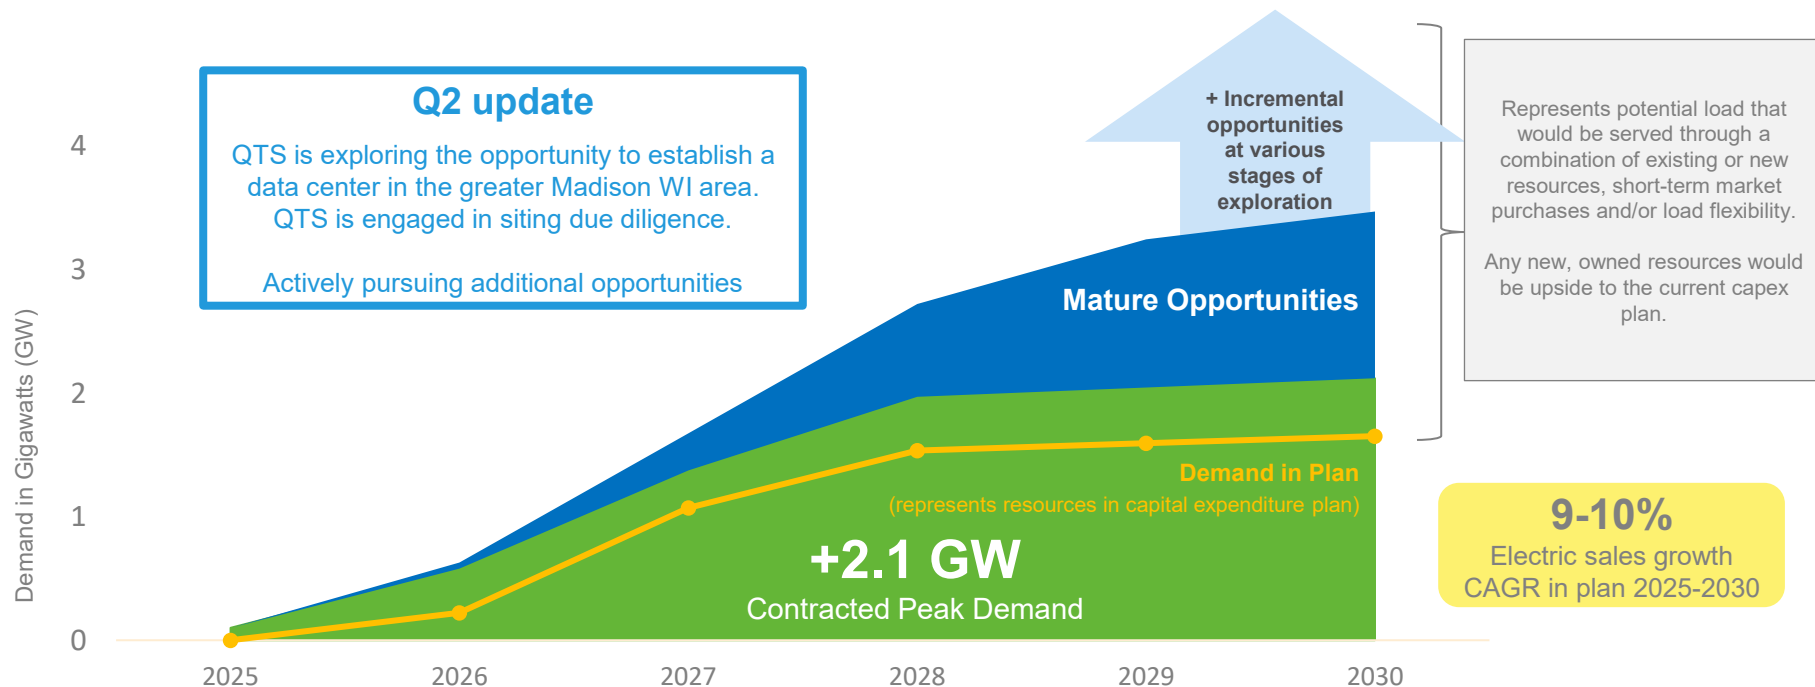 Q2 update
QTS is exploring the opportunity to establish a
data center in the greater Madison WI area.
QTS is engaged in siting due diligence.
Actively pursuing additional opportunities
+ Incremental
opportunities
at various
stages of
exploration
Represents potential load that
would be served through a
combination of existing or new
resources, short-term market
purchases and/or load flexibility.
Any new, owned resources would
be upside to the current capex
plan.
Demand in Gigawatts (GW)
4
3
2
1
0
Mature Opportunities
Demand in Plan
(represents resources in capital expenditure plan)
+2.1 GW
Contracted Peak Demand
9-10%
Electric sales growth
CAGR in plan 2025-2030
2025
2026
2027
2028
2029
2030